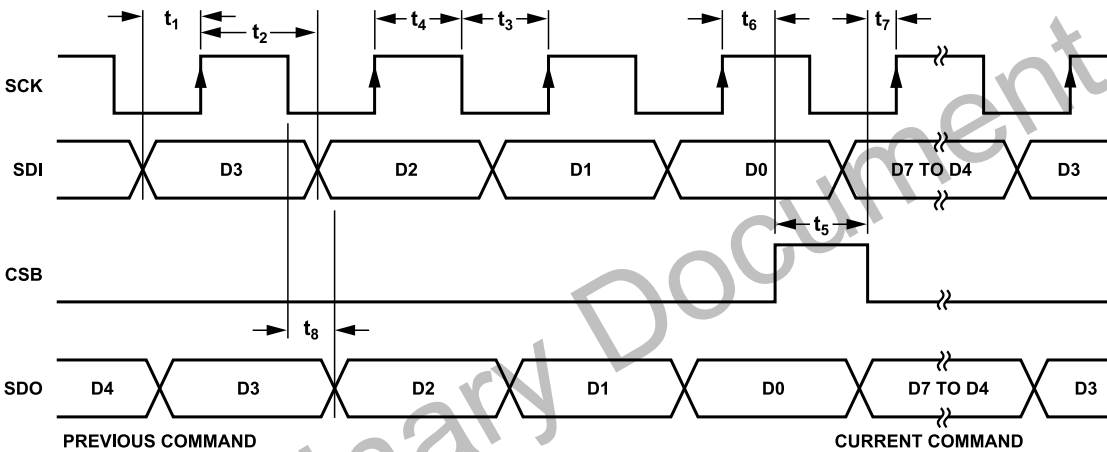 t1 t2 t4 t3 t6 t7
SCK
SDI D3 D2 D1 D0 D7 TO D4 D3
t5
CSB
t8
SDO D4 D3 D2 D1 D0 D7 TO D4 D3
PREVIOUS COMMAND CURRENT COMMAND
Document